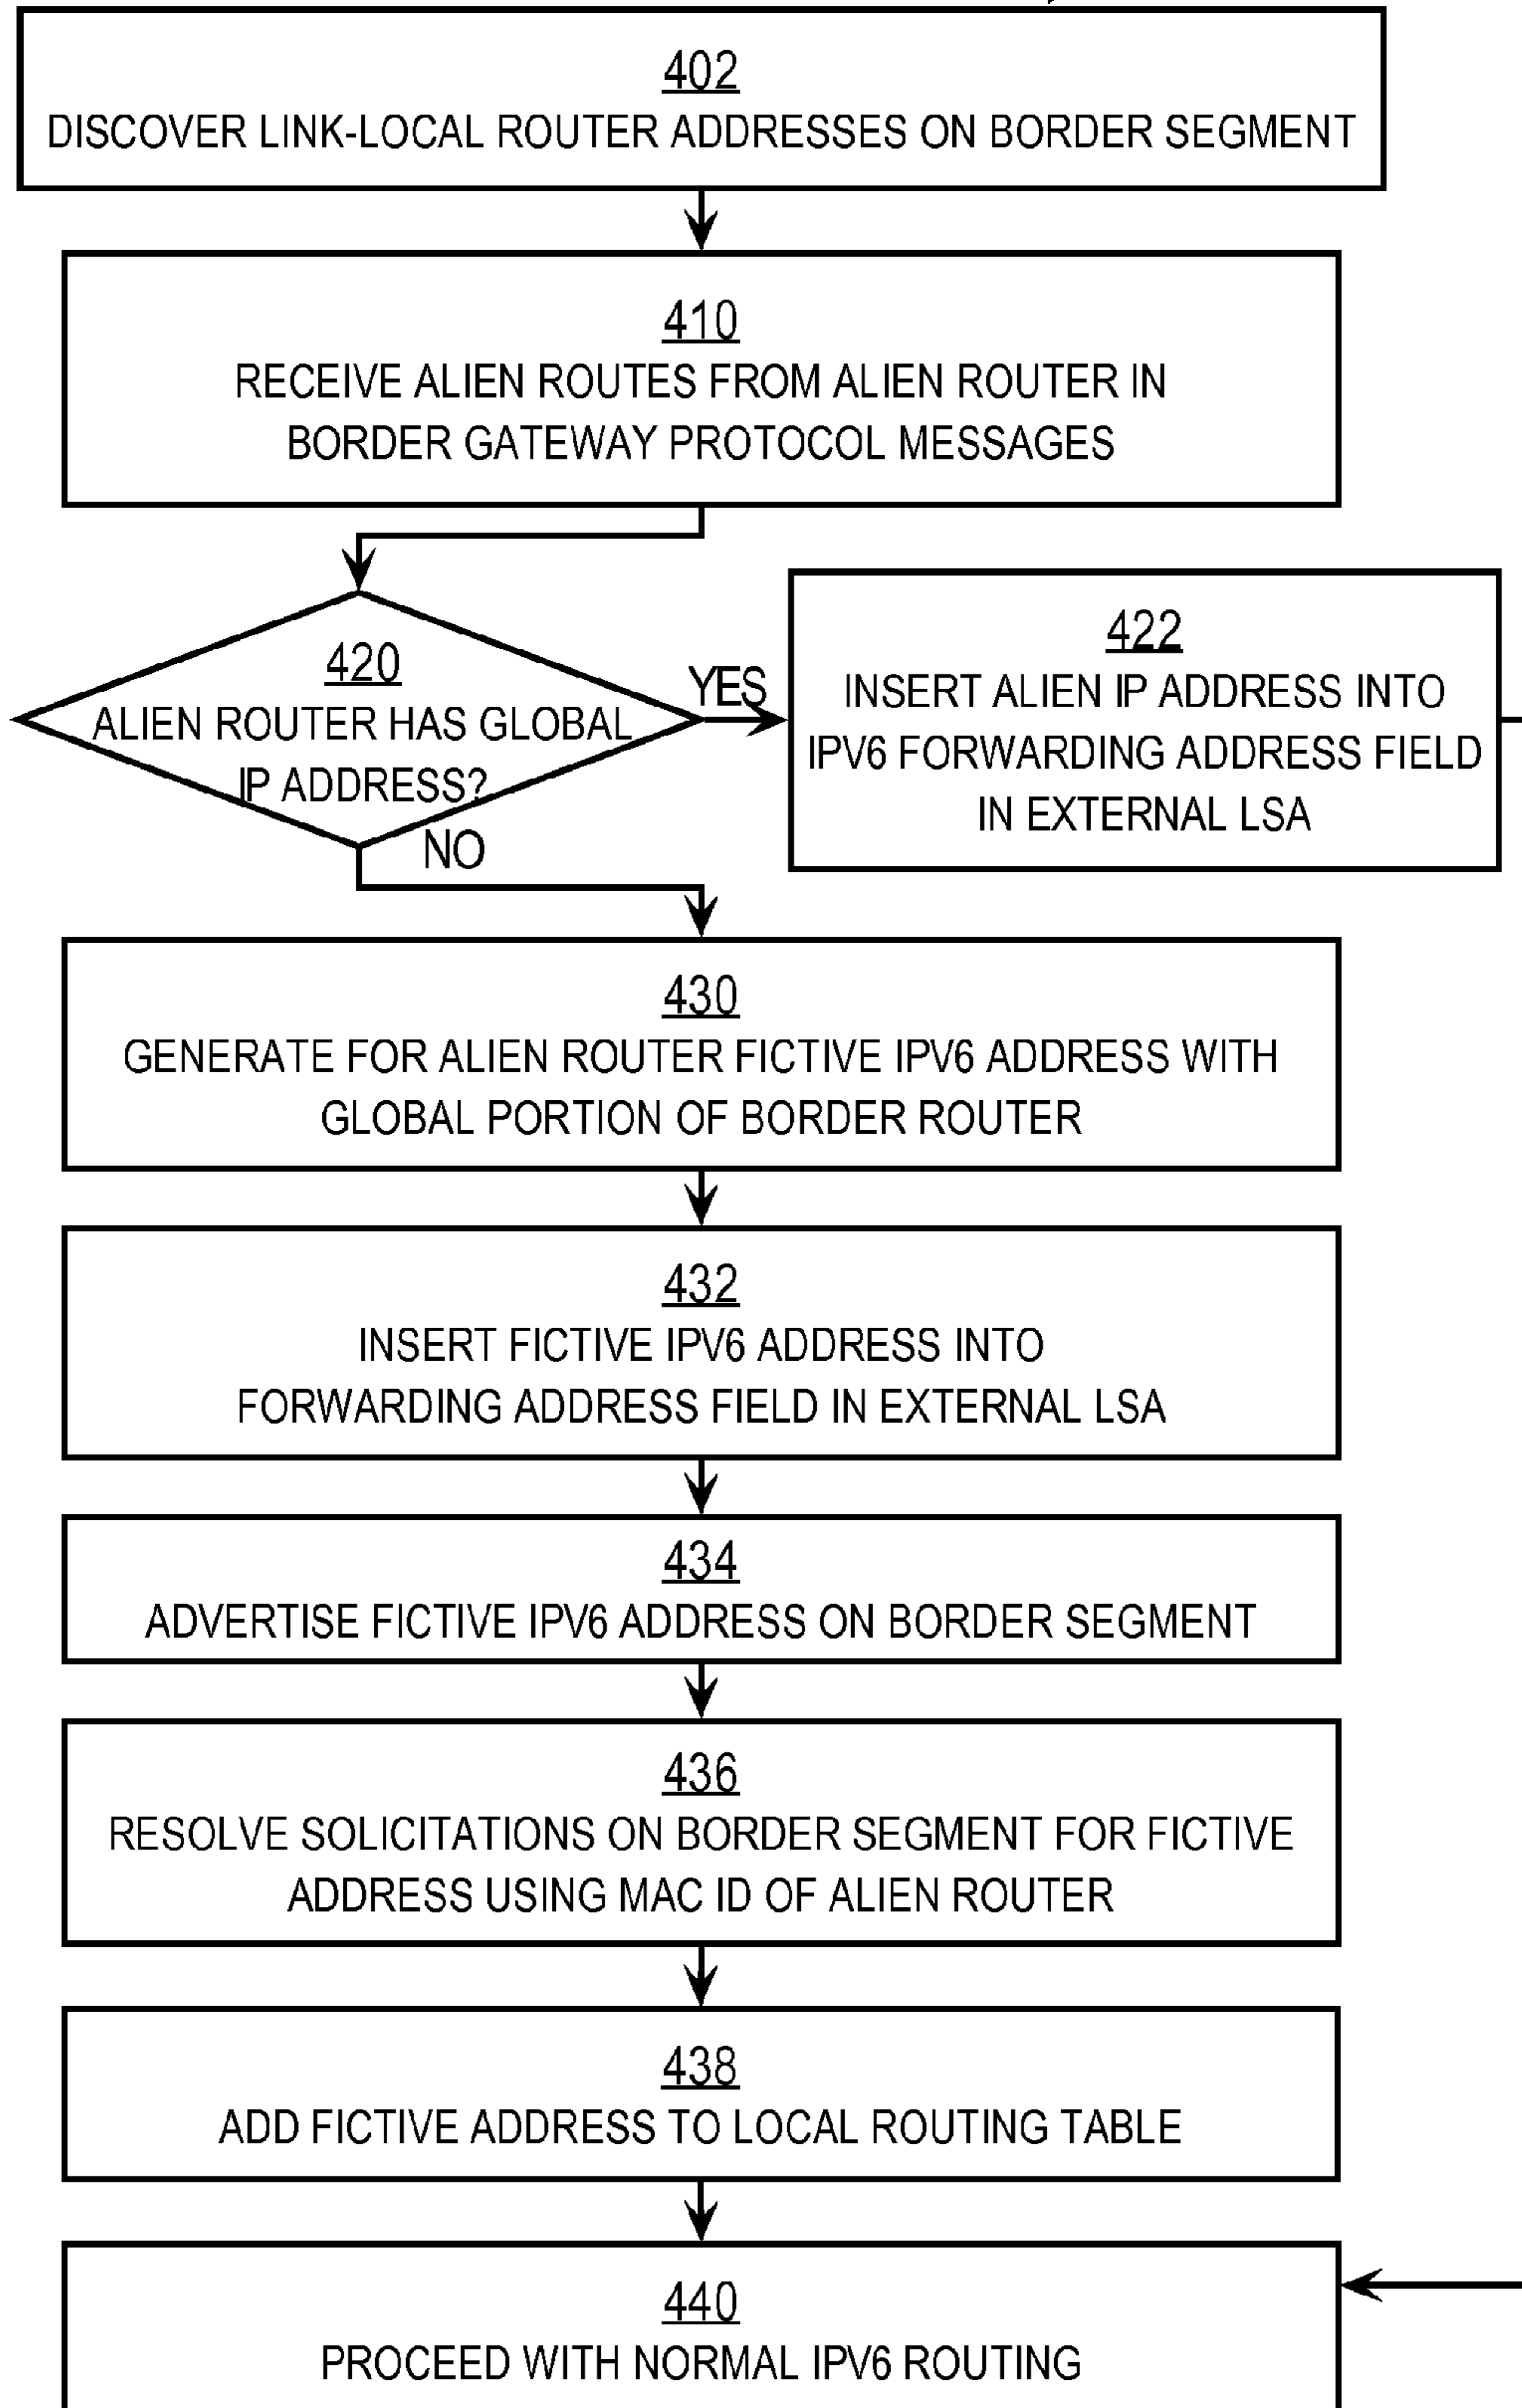 402
DISCOVER LINK-LOCAL ROUTER ADDRESSES ON BORDER SEGMENT
410
RECEIVE ALIEN ROUTES FROM ALIEN ROUTER IN
BORDER GATEWAY PROTOCOL MESSAGES
420
ALIEN ROUTER HAS GLOBAL
IP ADDRESS?
YES
NO
422
INSERT ALIEN IP ADDRESS INTO
IPV6 FORWARDING ADDRESS FIELD
IN EXTERNAL LSA
430
GENERATE FOR ALIEN ROUTER FICTIVE IPV6 ADDRESS WITH
GLOBAL PORTION OF BORDER ROUTER
432
INSERT FICTIVE IPV6 ADDRESS INTO
FORWARDING ADDRESS FIELD IN EXTERNAL LSA
434
ADVERTISE FICTIVE IPV6 ADDRESS ON BORDER SEGMENT
436
RESOLVE SOLICITATIONS ON BORDER SEGMENT FOR FICTIVE
ADDRESS USING MAC ID OF ALIEN ROUTER
438
ADD FICTIVE ADDRESS TO LOCAL ROUTING TABLE
440
PROCEED WITH NORMAL IPV6 ROUTING